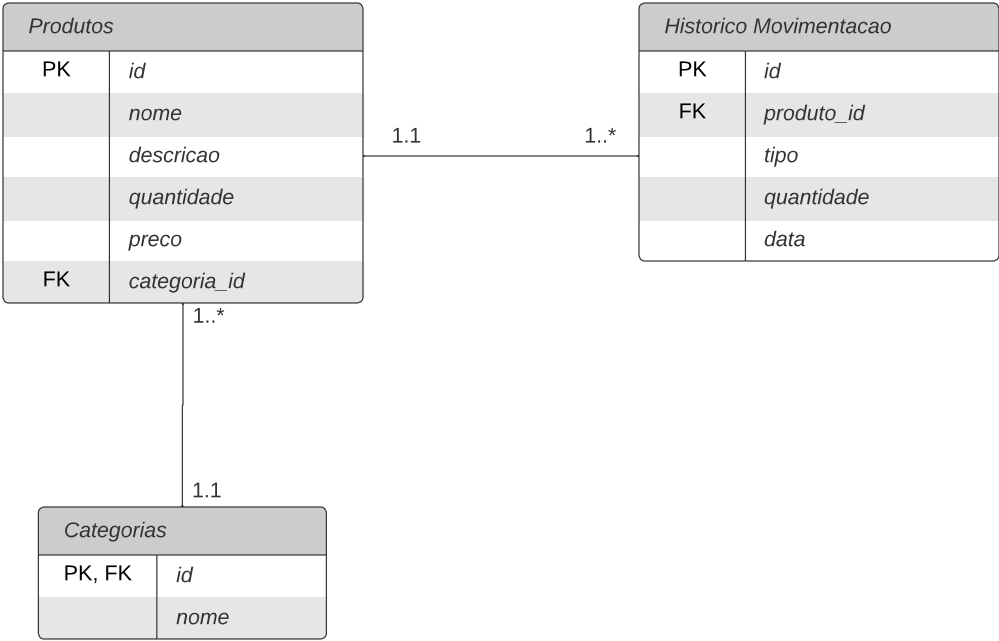 Produtos
PK id
nome
descricao
quantidade
preco
FK categoria_id
1.1
1..*
Historico Movimentacao
PK id
FK produto_id
tipo
quantidade
data
1..*
1.1
Categorias
PK, FK id
nome